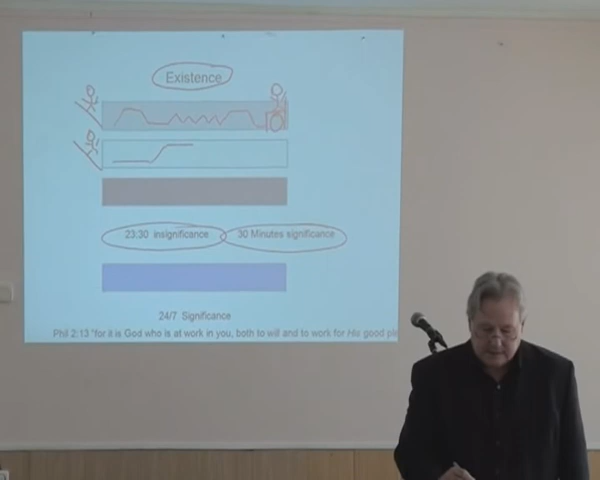 Existence
23:30 Insignificance 30 Minutes significance
24/7 Significance
Phil 2:13 "for it is God who is at work in you, both to will and to work for His good